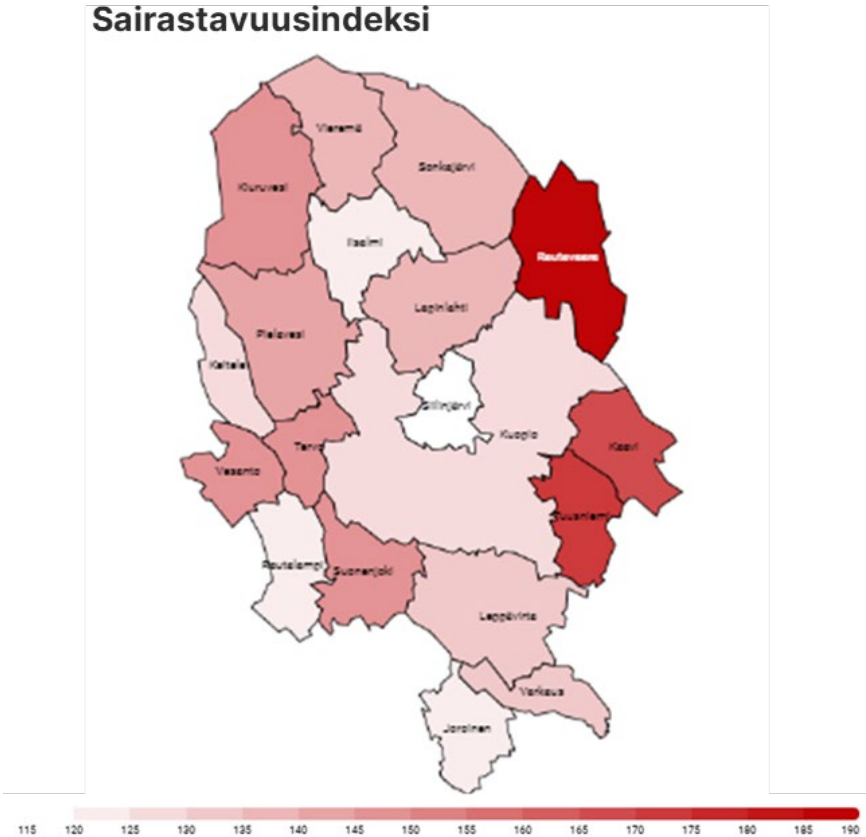 Sairastavuusindeksi
Vieremä
Sonkajärvi
Kiuruvesi
Iisalmi
Rautavaara
Lapinlahti
Pielavesi
Keitele
Siilinjärvi
Kuopio
Tervo
Kaavi
Vesanto
Tuusniemi
Rautalampi
Suonenjoki
Leppävirta
Varkaus
Joroinen
115 120 125 130 135 140 145 150 155 160 165 170 175 180 185 190